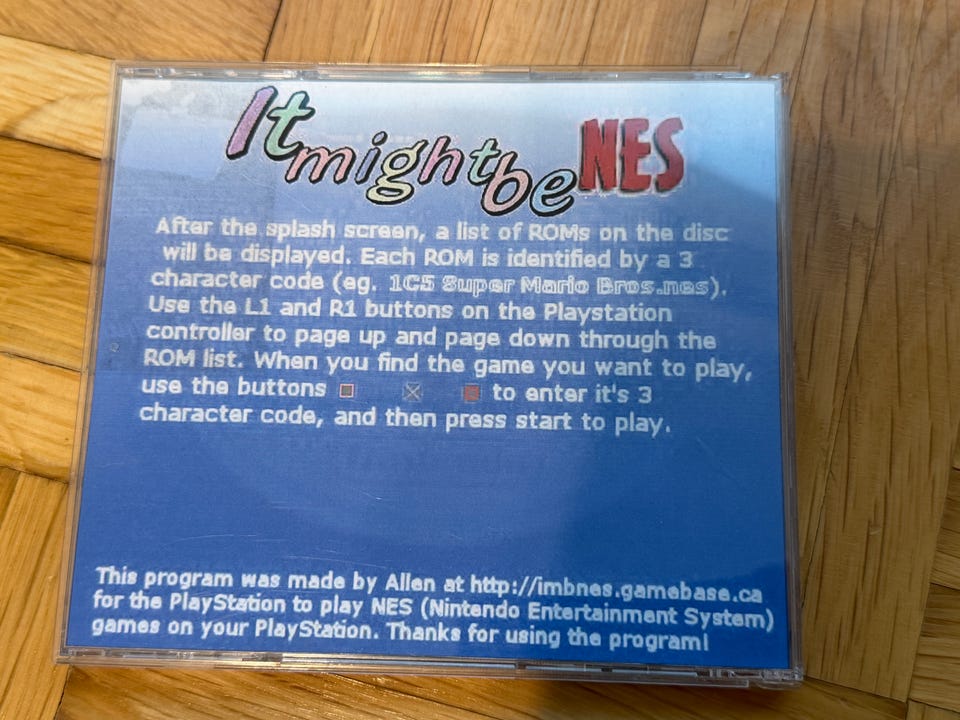 It might be NES
After the splash screen, a list of ROMs on the disc
will be displayed. Each ROM is identified by a 3
character code (eg. 1C5 Super Mario Bros.nes).
Use the L1 and R1 buttons on the Playstation
controller to page up and page down through the
ROM list. When you find the game you want to play,
use the buttons to enter it's 3
character code, and then press start to play.
This program was made by Allen at http://imbnes.gamebase.ca
for the PlayStation to play NES (Nintendo Entertainment System)
games on your PlayStation. Thanks for using the program!